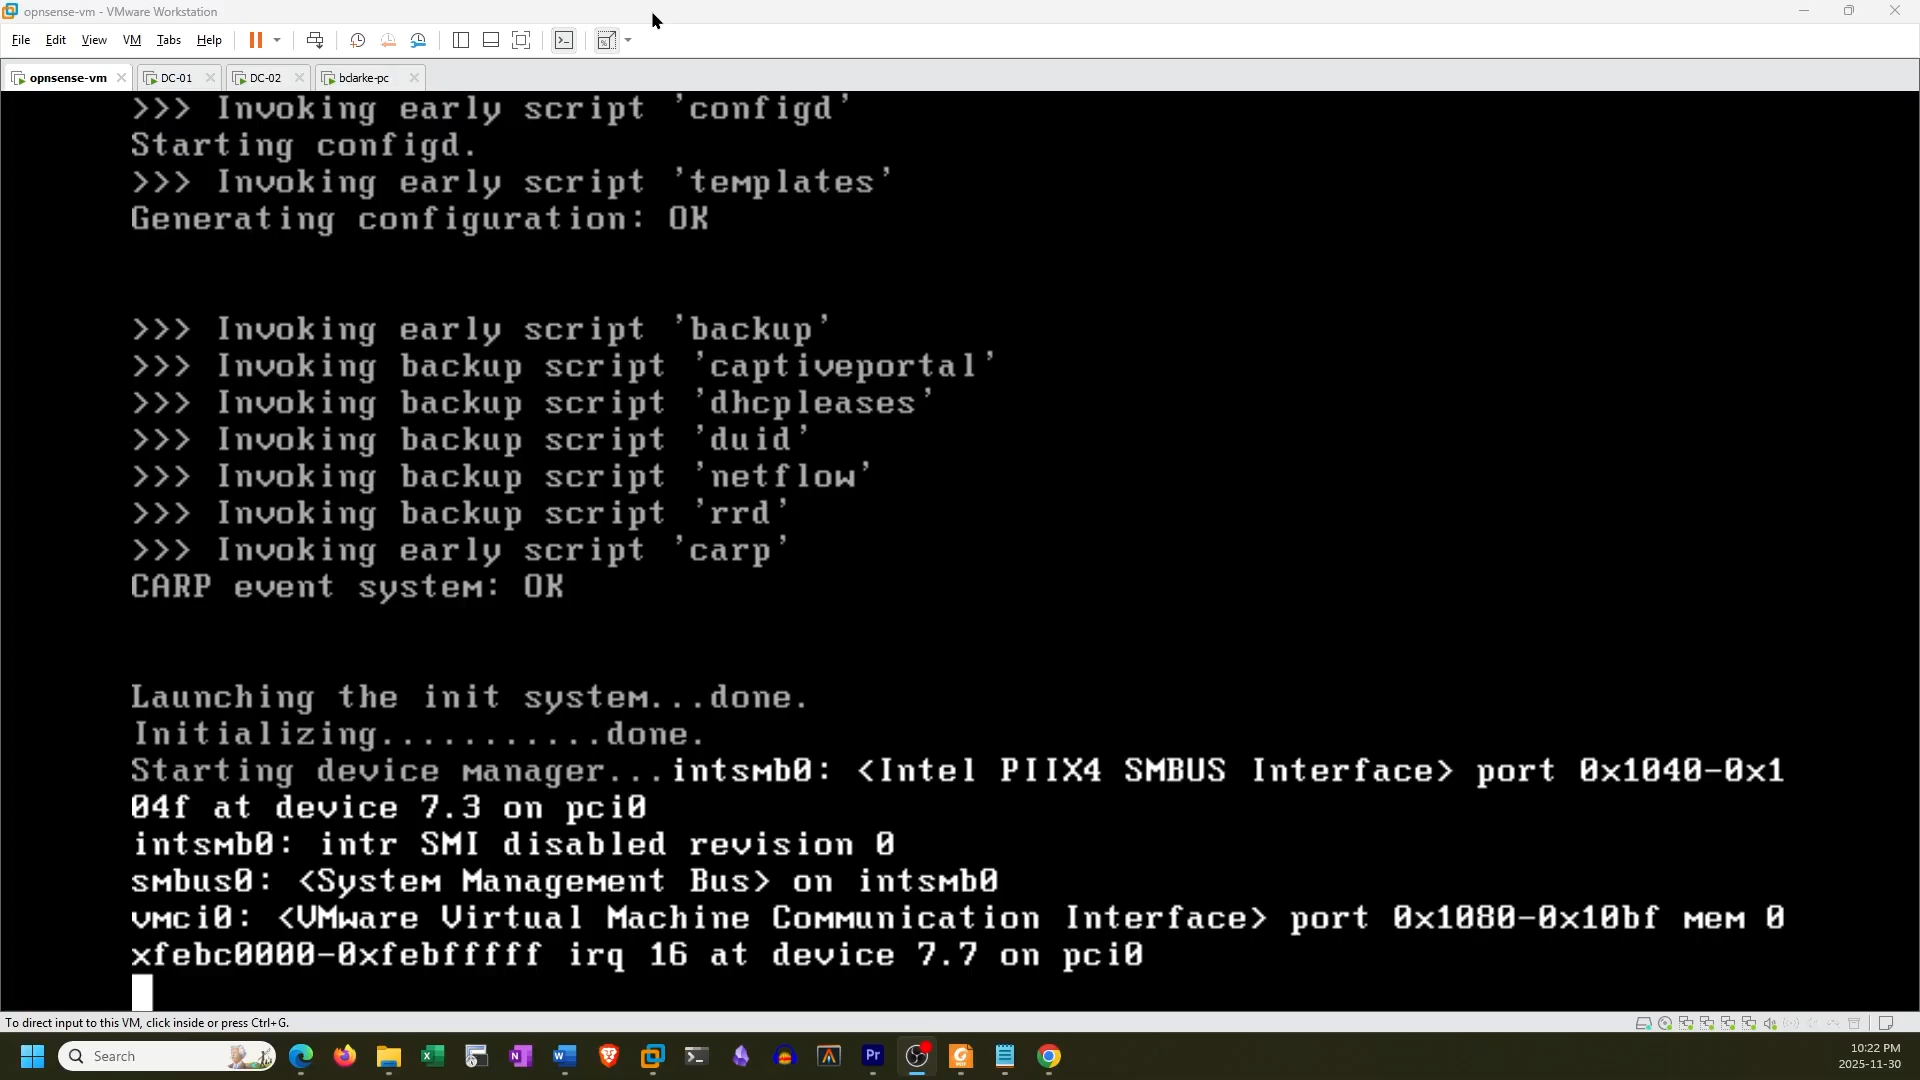 opnsense-vm - VMware Workstation
File Edit View VM Tabs Help
opnsense-vm DC-01 DC-02 bclarke-pc
>>> Invoking early script 'configd'
Starting configd.
>>> Invoking early script 'templates'
Generating configuration: OK
>>> Invoking early script 'backup'
>>> Invoking backup script 'captiveportal'
>>> Invoking backup script 'dhcpleases'
>>> Invoking backup script 'duid'
>>> Invoking backup script 'netflow'
>>> Invoking backup script 'rrd'
>>> Invoking early script 'carp'
CARP event system: OK
Launching the init system...done.
Initializing...........done.
Starting device manager...intsmb0: <Intel PIIX4 SMBUS Interface> port 0x1040-0x1
04f at device 7.3 on pci0
intsmb0: intr SMI disabled revision 0
smbus0: <System Management Bus> on intsmb0
vmci0: <VMware Virtual Machine Communication Interface> port 0x1080-0x10bf mem 0
xfebc0000-0xfebfffff irq 16 at device 7.7 on pci0
To direct input to this VM, click inside or press Ctrl+G.
Search
Pr
10:22 PM
2025-11-30